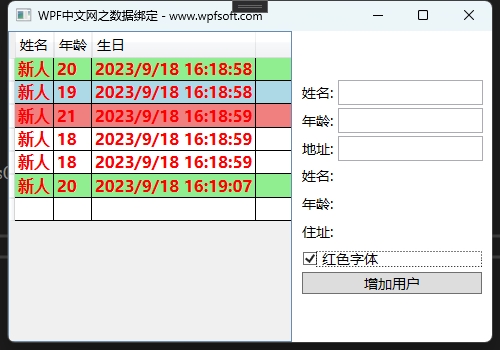 WPF中文网之数据绑定 - www.wpfsoft.com
姓名 年龄 生日
新人 20 2023/9/18 16:18:58
新人 19 2023/9/18 16:18:58
新人 21 2023/9/18 16:18:59
新人 18 2023/9/18 16:18:59
新人 18 2023/9/18 16:18:59
新人 20 2023/9/18 16:19:07
姓名:
年龄:
地址:
姓名:
年龄:
住址:
红色字体
增加用户